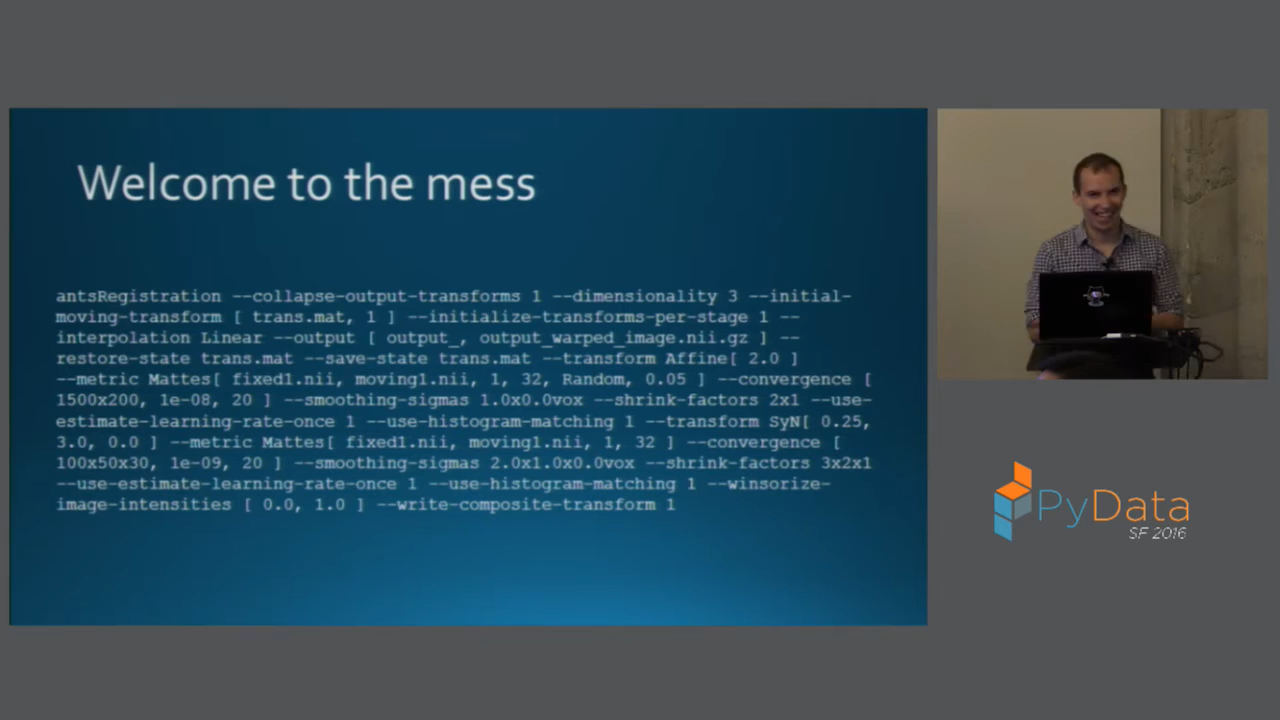 Welcome to the mess
antsRegistration --collapse-output-transforms 1 --dimensionality 3 --initial-
moving-transform [ trans.mat, 1 ] --initialize-transforms-per-stage 1 --
interpolation Linear --output [ output_, output_warped_image.nii.gz ] --
restore-state trans.mat --save-state trans.mat --transform Affine[ 2.0 ]
--metric Mattes[ fixed1.nii, moving1.nii, 1, 32, Random, 0.05 ] --convergence [
1500x200, 1e-08, 20 ] --smoothing-sigmas 1.0x0.0vox --shrink-factors 2x1 --use-
estimate-learning-rate-once 1 --use-histogram-matching 1 --transform SyN[ 0.25,
3.0, 0.0 ] --metric Mattes[ fixed1.nii, moving1.nii, 1, 32 ] --convergence [
100x50x30, 1e-09, 20 ] --smoothing-sigmas 2.0x1.0x0.0vox --shrink-factors 3x2x1
--use-estimate-learning-rate-once 1 --use-histogram-matching 1 --winsorize-
image-intensities [ 0.0, 1.0 ] --write-composite-transform 1
PyData
SF 2016